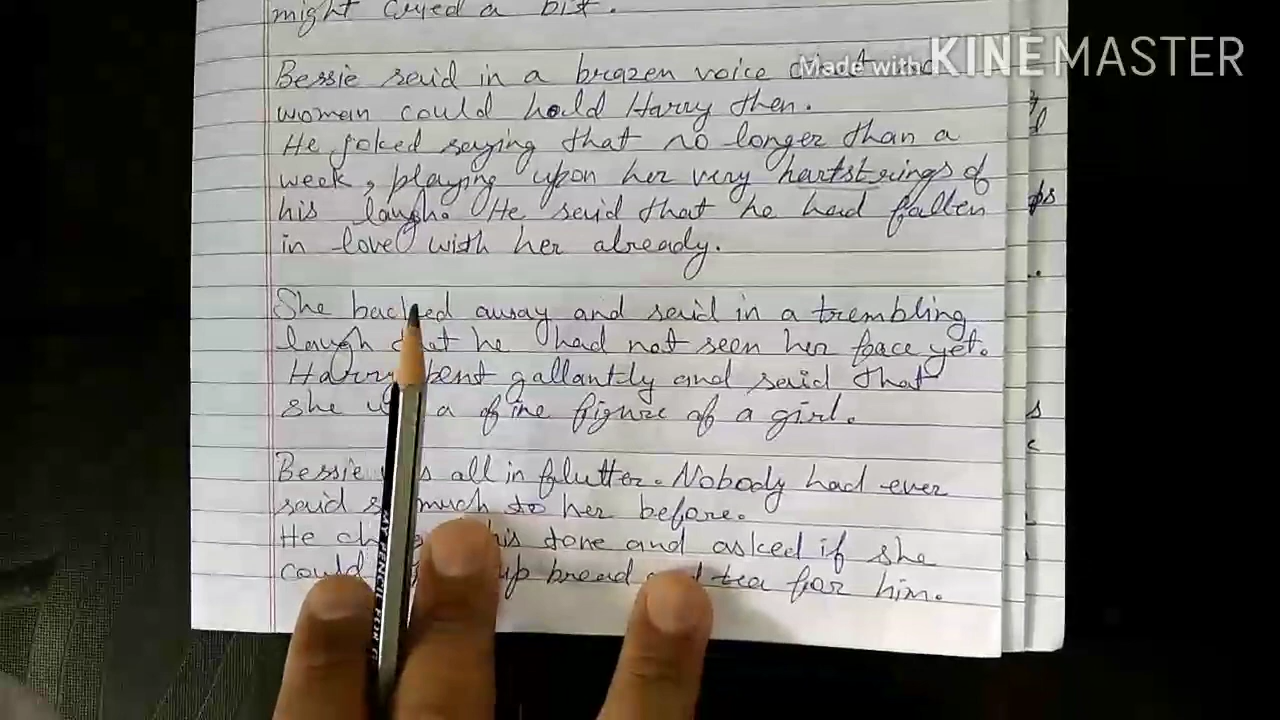 might cryed a bit.
Bessie said in a brazen voice
woman could hold Harry then.
He joked saying that no longer than a
week, playing upon her very hartstrings of
his laugh. He said that he had fallen
in love with her already.
She backed away and said in a trembling
laugh that he had not seen her face yet.
Harry bent gallantly and said that
she a fine figure of a girl.
Bessie all in flutter. Nobody had ever
said much to her before.
He his tone and asked if she
could up bread tea for him.
Made with KINEMASTER
MY PENCIL